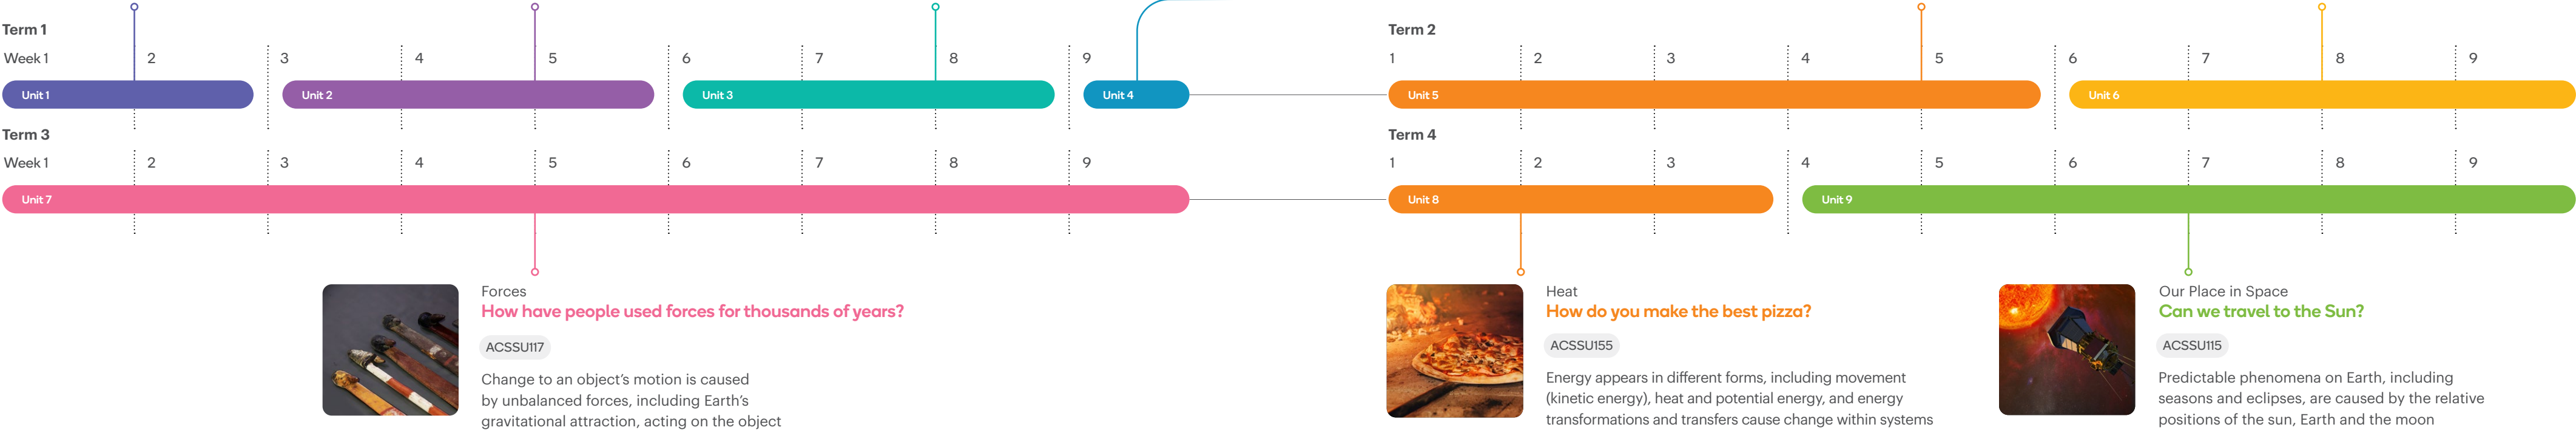 Term 1
Week 1 2 3 4 5 6 7 8 9
Unit 1 Unit 2 Unit 3 Unit 4
Term 2
1 2 3 4 5 6 7 8 9
Unit 5 Unit 6
Term 3
Week 1 2 3 4 5 6 7 8 9
Unit 7
Term 4
1 2 3 4 5 6 7 8 9
Unit 8 Unit 9
Forces
How have people used forces for thousands of years?
ACSSU117
Change to an object’s motion is caused
by unbalanced forces, including Earth’s
gravitational attraction, acting on the object
Heat
How do you make the best pizza?
ACSSU155
Energy appears in different forms, including movement
(kinetic energy), heat and potential energy, and energy
transformations and transfers cause change within systems
Our Place in Space
Can we travel to the Sun?
ACSSU115
Predictable phenomena on Earth, including
seasons and eclipses, are caused by the relative
positions of the sun, Earth and the moon